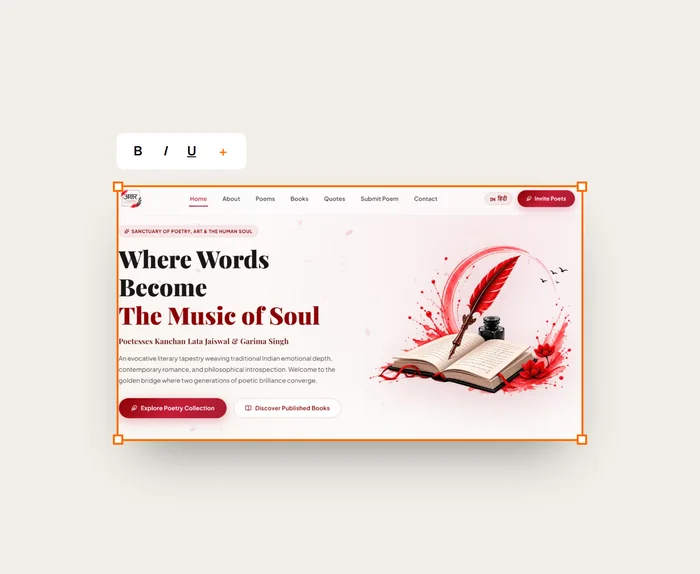 B I U +
अक्षर
Home About Poems Books Quotes Submit Poem Contact IN हिंदी Invite Poets
SANCTUARY OF POETRY, ART & THE HUMAN SOUL
Where Words
Become
The Music of Soul
Poetesses Kanchan Lata Jaiswal & Garima Singh
An evocative literary tapestry weaving traditional Indian emotional depth,
contemporary romance, and philosophical introspection. Welcome to the
golden bridge where two generations of poetic brilliance converge.
Explore Poetry Collection Discover Published Books